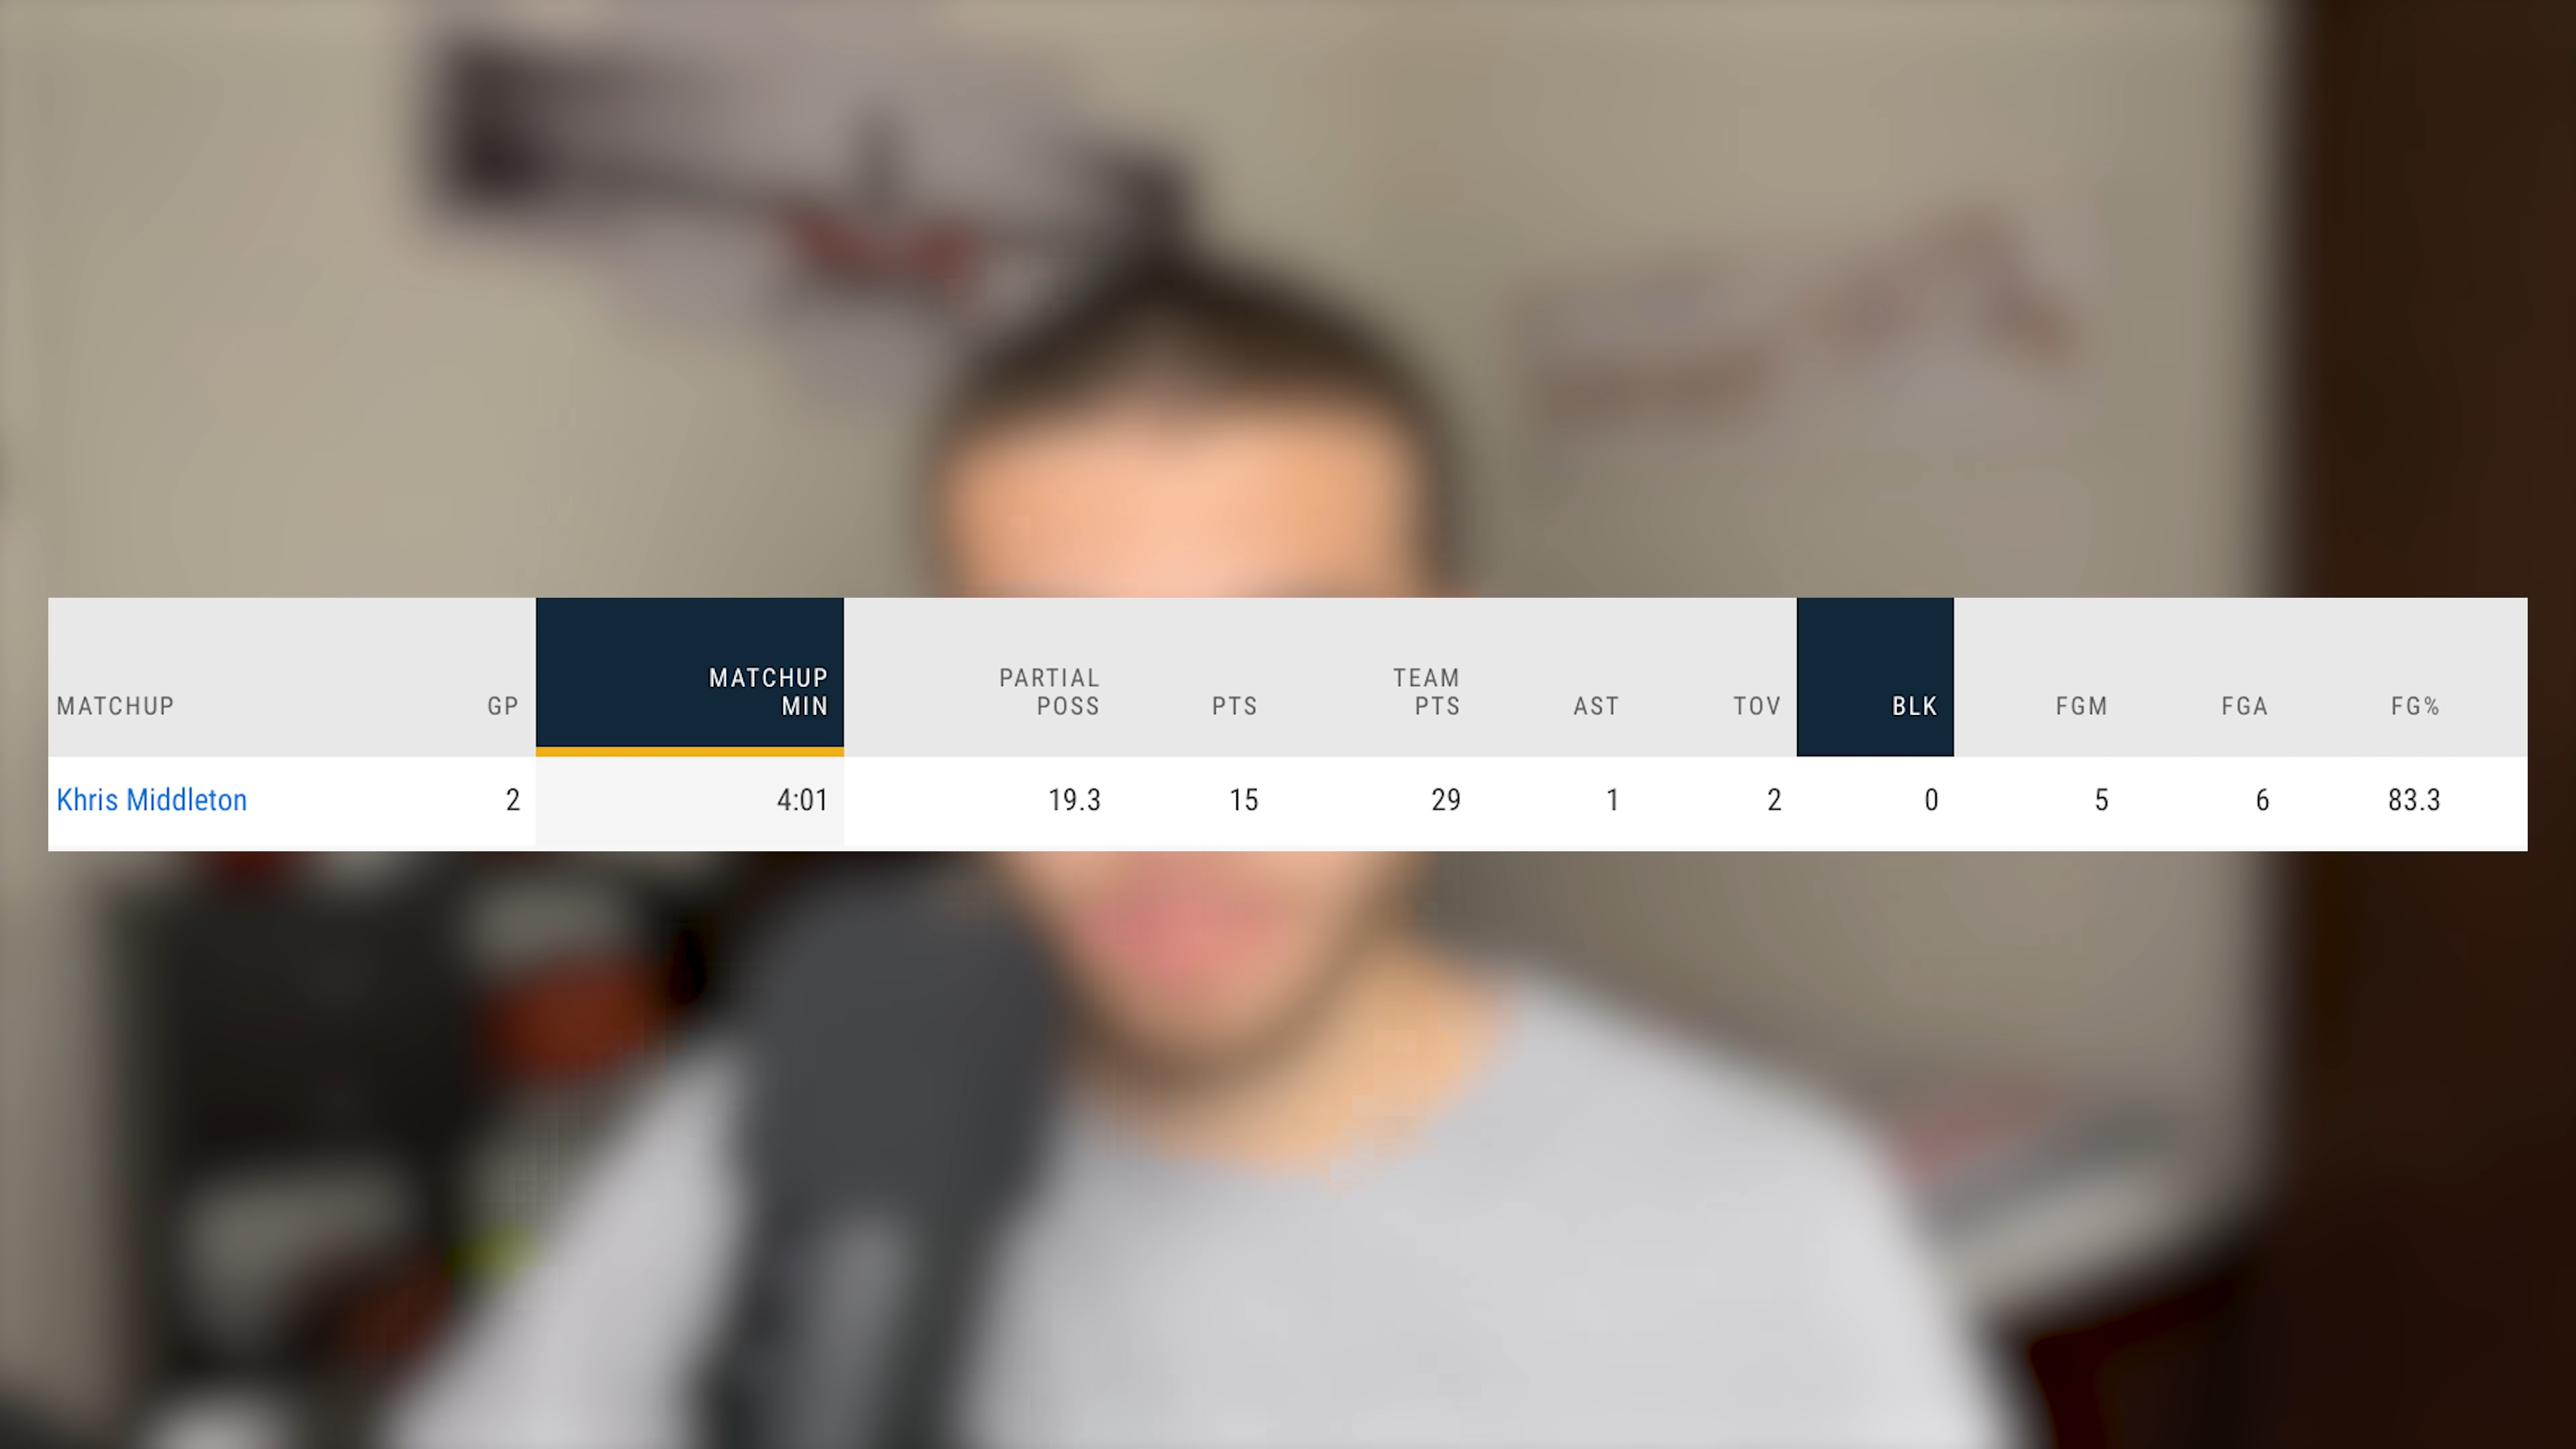 MATCHUP GP MATCHUP MIN PARTIAL POSS PTS TEAM PTS AST TOV BLK FGM FGA FG%
Khris Middleton 2 4:01 19.3 15 29 1 2 0 5 6 83.3